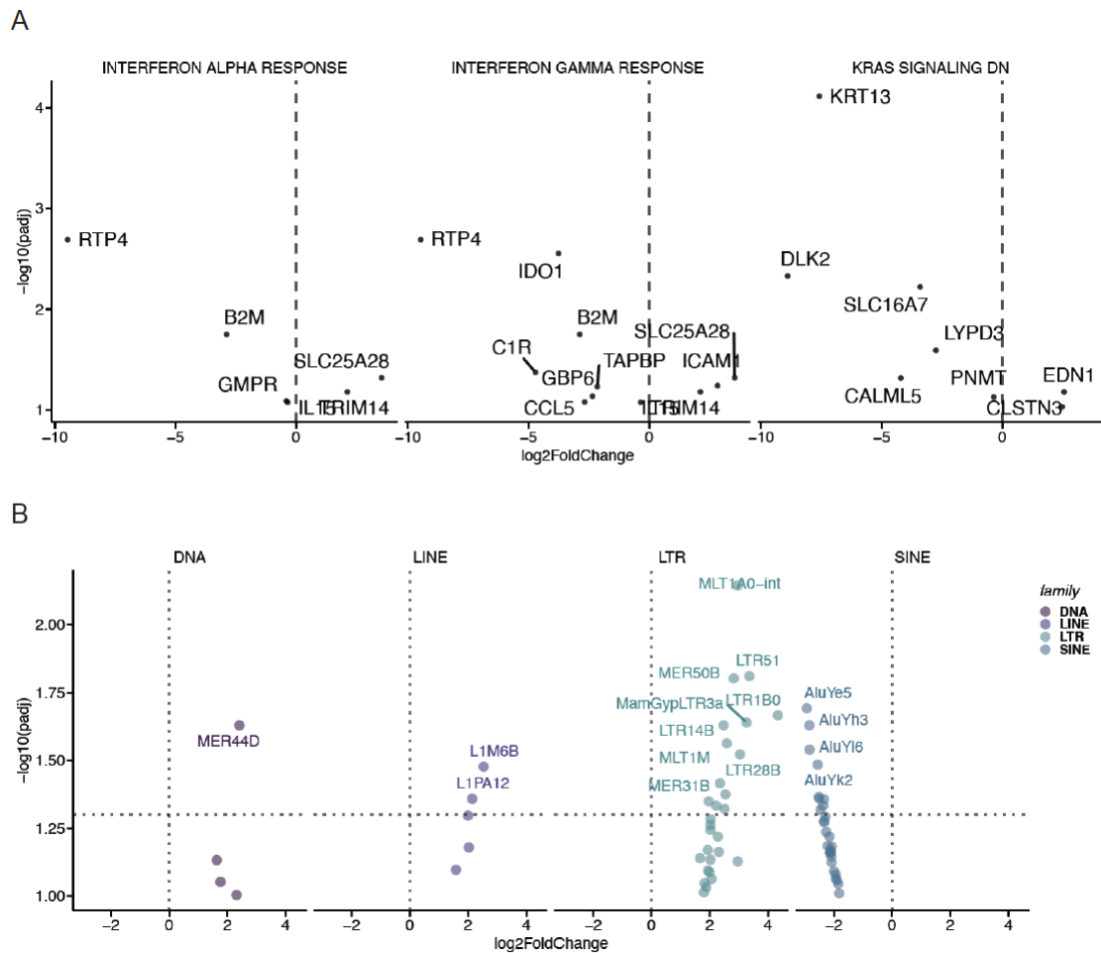 A
INTERFERON ALPHA RESPONSE
INTERFERON GAMMA RESPONSE
KRAS SIGNALING DN
−log10(padj)
4
3
2
1
RTP4
B2M
SLC25A28
GMPR
IL15
TRIM14
−10
−5
0
RTP4
IDO1
B2M
SLC25A28
C1R
TAPBP
ICAM1
GBP6
CCL5
IL15
TRIM14
−10
−5
0
KRT13
DLK2
SLC16A7
LYPD3
CALML5
PNMT
EDN1
CLSTN3
−10
−5
0
log2FoldChange
B
DNA
LINE
LTR
SINE
−log10(padj)
2.00
1.75
1.50
1.25
1.00
MER44D
L1M6B
L1PA12
MLT1A0−int
LTR51
MER50B
MamGypLTR3a
LTR1B0
LTR14B
MLT1M
LTR28B
MER31B
AluYe5
AluYh3
AluYi6
AluYk2
−2
0
2
4
−2
0
2
4
−2
0
2
4
−2
0
2
4
log2FoldChange
family
DNA
LINE
LTR
SINE